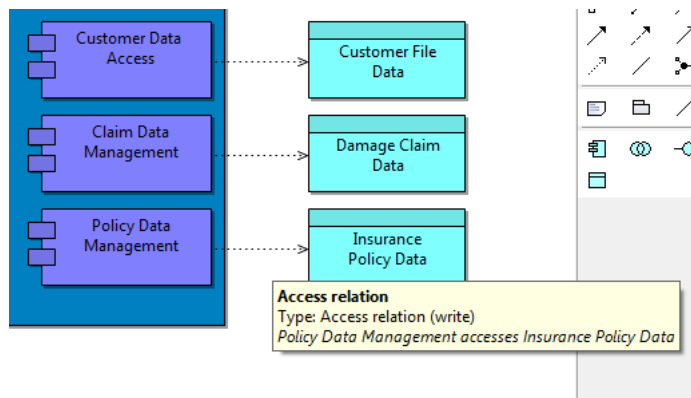 Customer Data
Access
Customer File
Data
Claim Data
Management
Damage Claim
Data
Policy Data
Management
Insurance
Policy Data
Access relation
Type: Access relation (write)
Policy Data Management accesses Insurance Policy Data